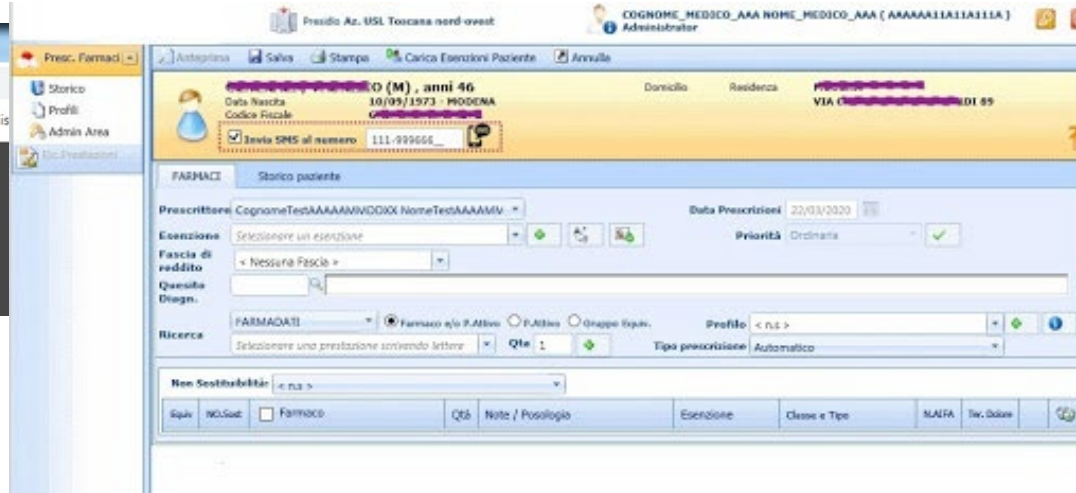 Presidio Az. USL Toscana nord-ovest
COGNOME_MEDICO_AAA NOME_MEDICO_AAA ( AAAAAA11A11A111A )
Administrator
Presc. Farmaci
Storico
Profili
Admin Area
Anteprima Salva Stampa Carica Esenzioni Paziente Annulla
O (M) , anni 46
Data Nascita 10/09/1973 - MODENA
Codice Fiscale
Domicilio Residenza
VIA LDI 89
Invia SMS al numero 111-999666_
FARMACI Storico paziente
Prescrittore CognomeTestAAAAAMMDDXX NomeTestAAAAMV
Data Prescrizioni 22/03/2020
Esenzione Selezionare un esenzione
Priorità Ordinaria
Fascia di reddito < Nessuna Fascia >
Quesito Diagn.
Ricerca FARMADATI Farmaco e/o P.Attivo P.Attivo Gruppo Equiv.
Profilo < n.s >
Selezionare una prestazione scrivendo lettere Qta 1
Tipo prescrizione Automatico
Non Sostituibilità: < n.s >
Equiv NO.Sost Farmaco Qtà Note / Posologia Esenzione Classe e Tipo N.AIFA Ter. Dolore